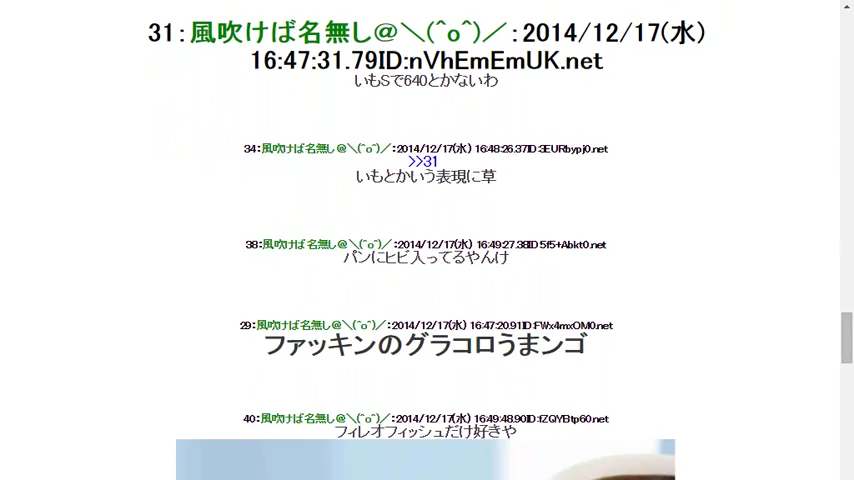 31：風吹けば名無し＠＼(^o^)／：2014/12/17(水)
16:47:31.79ID:nVhEmEmUK.net
いもSで640とかないわ
34：風吹けば名無し＠＼(^o^)／：2014/12/17(水) 16:48:26.37ID:3EURbypj0.net
>>31
いもとかいう表現に草
38：風吹けば名無し＠＼(^o^)／：2014/12/17(水) 16:49:27.38ID:5f5+Abkt0.net
パンにヒビ入ってるやんけ
29：風吹けば名無し＠＼(^o^)／：2014/12/17(水) 16:47:20.91ID:FWx4mxOM0.net
ファッキンのグラコロうまンゴ
40：風吹けば名無し＠＼(^o^)／：2014/12/17(水) 16:49:48.90ID:fZQfYBtp60.net
フィレオフィッシュだけ好きや